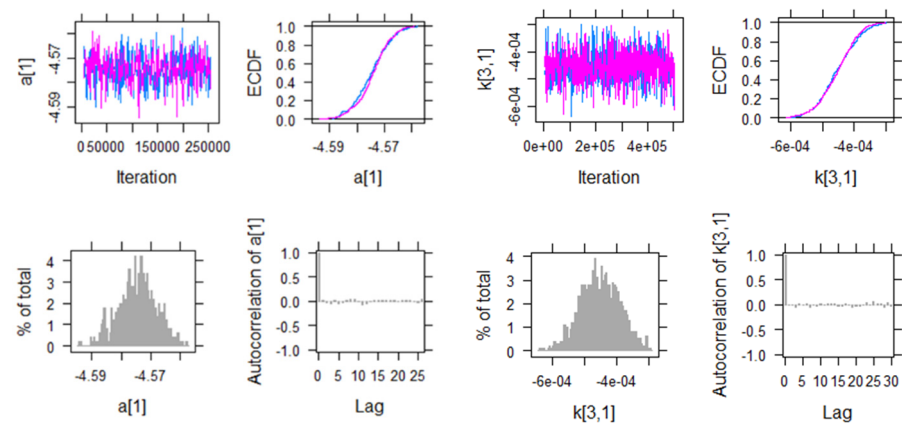 a[1]
-4.57
-4.59
0 50000 150000 250000
Iteration
ECDF
1.0
0.8
0.6
0.4
0.2
0.0
-4.59 -4.57
a[1]
k[3,1]
-4e-04
-6e-04
0e+00 2e+05 4e+05
Iteration
ECDF
1.0
0.8
0.6
0.4
0.2
0.0
-6e-04 -4e-04
k[3,1]
% of total
4
3
2
1
0
-4.59 -4.57
a[1]
Autocorrelation of a[1]
1.0
0.5
0.0
-0.5
-1.0
0 5 10 15 20 25
Lag
% of total
4
3
2
1
0
-6e-04 -4e-04
k[3,1]
Autocorrelation of k[3,1]
1.0
0.5
0.0
-0.5
-1.0
0 5 10 15 20 25 30
Lag